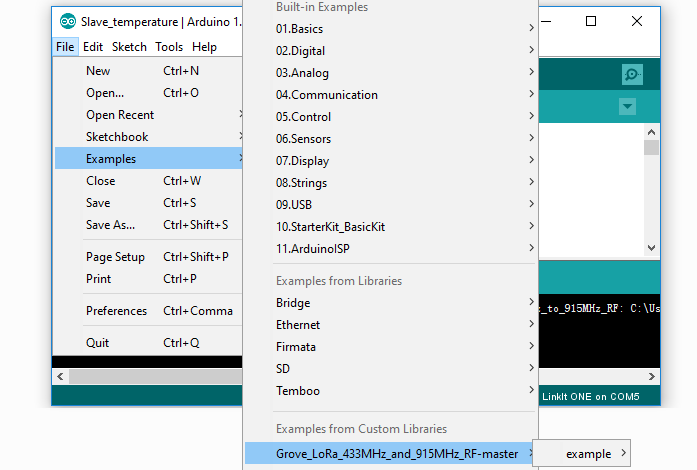 Slave_temperature | Arduino 1.
File Edit Sketch Tools Help
New Ctrl+N
Open... Ctrl+O
Open Recent
Sketchbook
Examples
Close Ctrl+W
Save Ctrl+S
Save As... Ctrl+Shift+S
Page Setup Ctrl+Shift+P
Print Ctrl+P
Preferences Ctrl+Comma
Quit Ctrl+Q
Built-in Examples
01.Basics
02.Digital
03.Analog
04.Communication
05.Control
06.Sensors
07.Display
08.Strings
09.USB
10.StarterKit_BasicKit
11.ArduinoISP
Examples from Libraries
Bridge
Ethernet
Firmata
SD
Temboo
Examples from Custom Libraries
Grove_LoRa_433MHz_and_915MHz_RF-master
example
_to_915MHz_RF: C:\Us
LinkIt ONE on COM5